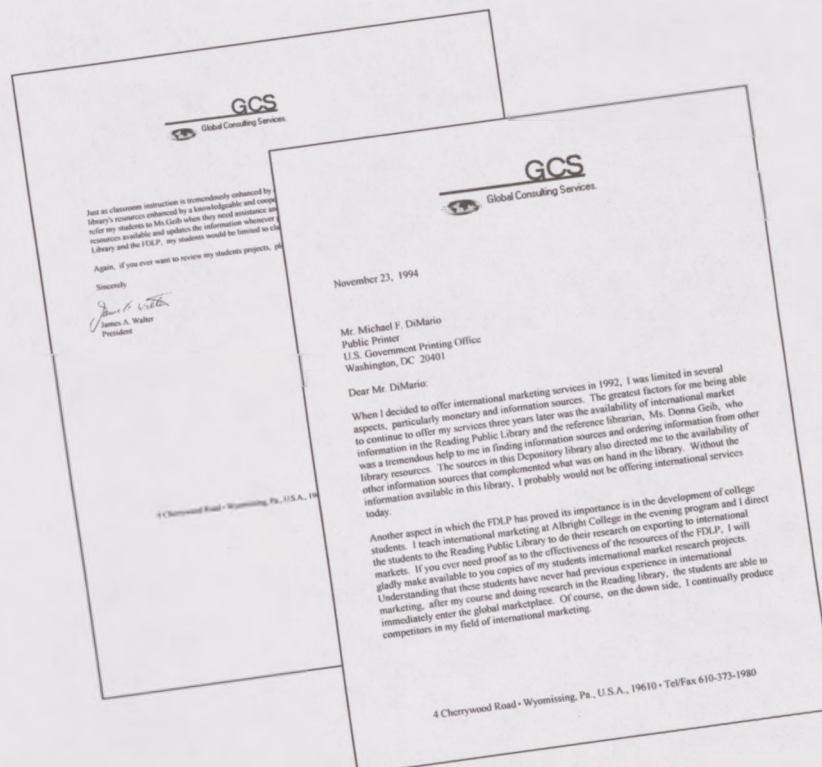 GCS
Global Consulting Services.
November 23, 1994
Mr. Michael F. DiMario
Public Printer
U.S. Government Printing Office
Washington, DC 20401
Dear Mr. DiMario:
When I decided to offer international marketing services in 1992, I was limited in several
aspects, particularly monetary and information sources. The greatest factors for me being able
to continue to offer my services three years later was the availability of international market
information in the Reading Public Library and the reference librarian, Ms. Donna Geib, who
was a tremendous help to me in finding information sources and ordering information from other
library resources. The sources in this Depository library also directed me to the availability of
other information sources that complemented what was on hand in the library. Without the
information available in this library, I probably would not be offering international services
today.
Another aspect in which the FDLP has proved its importance is in the development of college
students. I teach international marketing at Albright College in the evening program and I direct
the students to the Reading Public Library to do their research on exporting to international
markets. If you ever need proof as to the effectiveness of the resources of the FDLP, I will
gladly make available to you copies of my students international market research projects.
Understanding that these students have never had previous experience in international
marketing, after my course and doing research in the Reading library, the students are able to
immediately enter the global marketplace. Of course, on the down side, I continually produce
competitors in my field of international marketing.
4 Cherrywood Road • Wyomissing, Pa., U.S.A., 19610 • Tel/Fax 610-373-1980
GCS
Global Consulting Services.
Just as classroom instruction is tremendously enhanced by
library's resources enhanced by a knowledgeable and
refer my students to Ms.Geib when they need assistance
resources available and updates the information whenever
Library and the FDLP, my students would be limited to
Again, if you ever want to review my students projects,
Sincerely
James A. Walter
James A. Walter
President
4 Cherrywood Road • Wyomissing, Pa., U.S.A.,